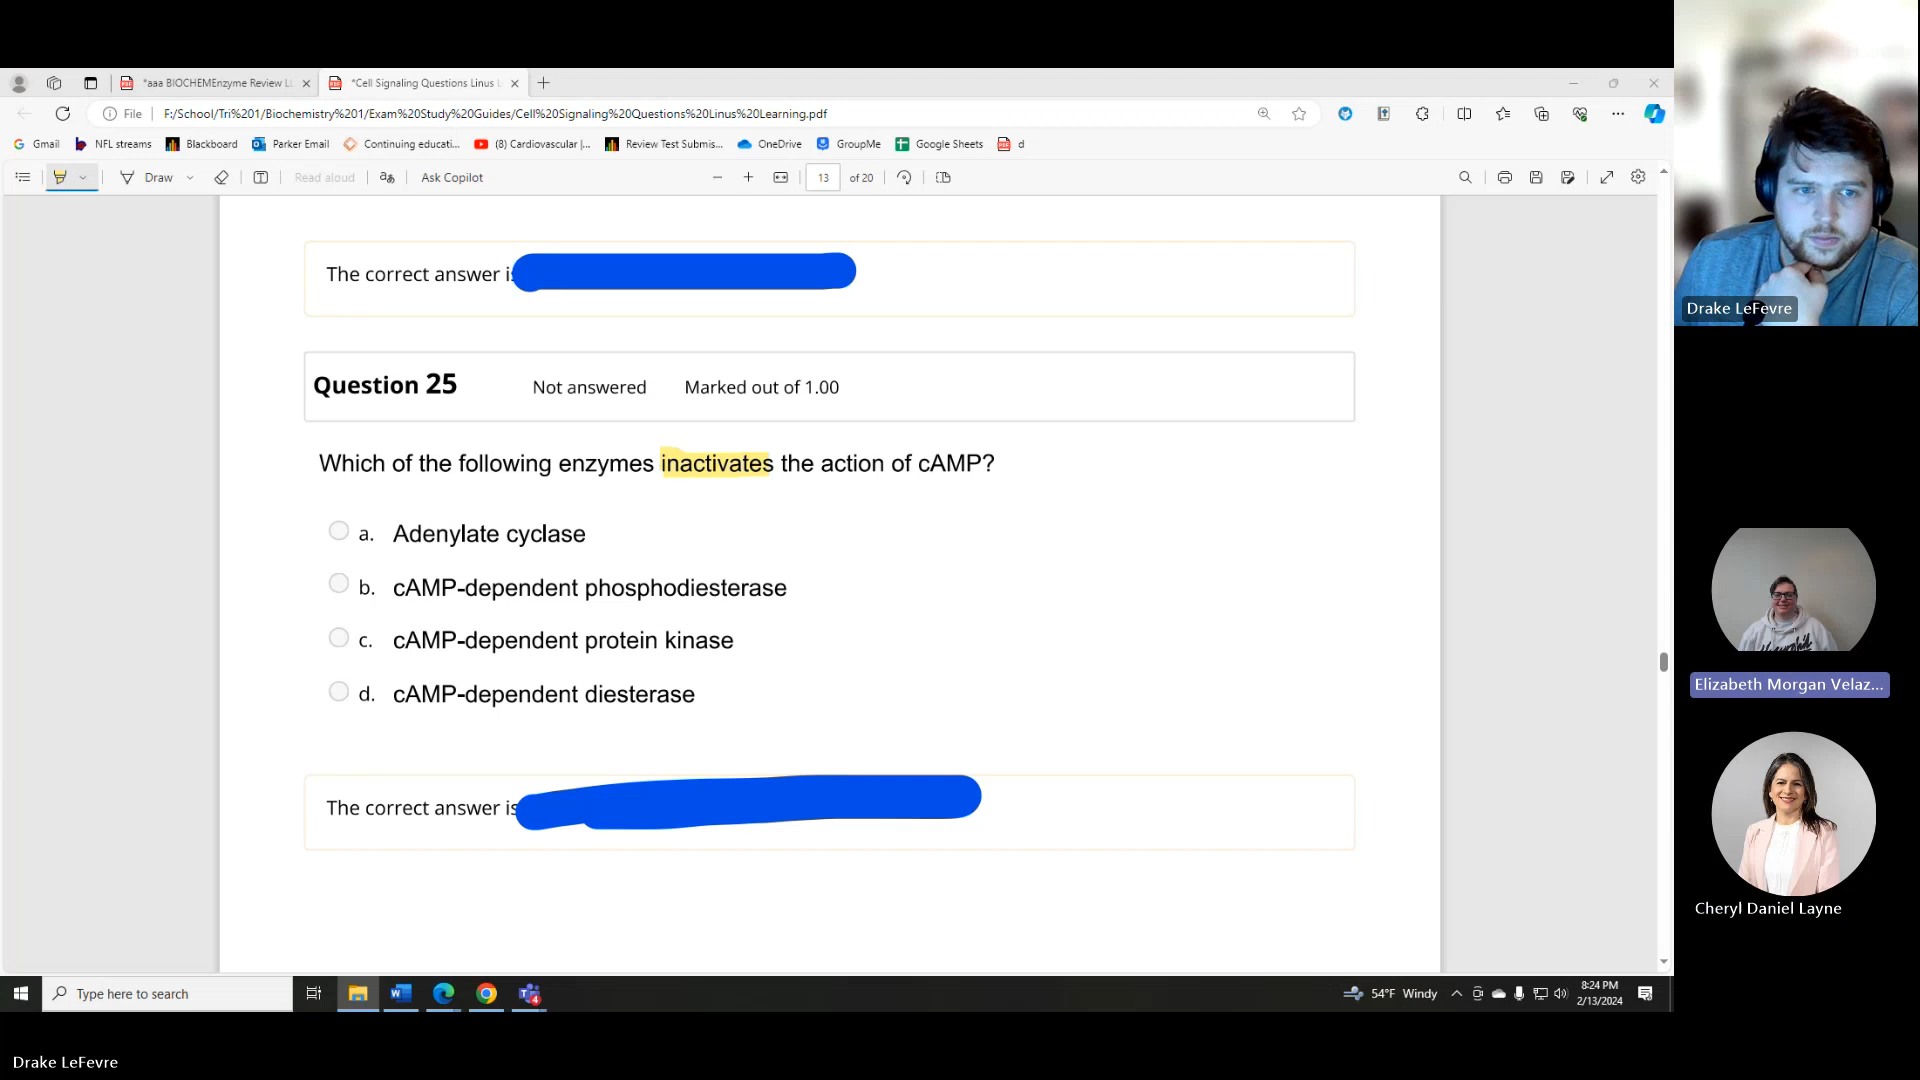 *aaa BIOCHEMEnzyme Review LL
*Cell Signaling Questions Linus L
File
F:/School/Tri%201/Biochemistry%201/Exam%20Study%20Guides/Cell%20Signaling%20Questions%20Linus%20Learning.pdf
Gmail
NFL streams
Blackboard
Parker Email
Continuing educati...
(8) Cardiovascular |...
Review Test Submis...
OneDrive
GroupMe
Google Sheets
d
Draw
Read aloud
aあ
Ask Copilot
13
of 20
The correct answer is
Question 25 Not answered Marked out of 1.00
Which of the following enzymes inactivates the action of cAMP?
a. Adenylate cyclase
b. cAMP-dependent phosphodiesterase
c. cAMP-dependent protein kinase
d. cAMP-dependent diesterase
The correct answer is
Type here to search
4
54°F Windy
8:24 PM
2/13/2024
Drake LeFevre
Elizabeth Morgan Velaz...
Cheryl Daniel Layne
Drake LeFevre